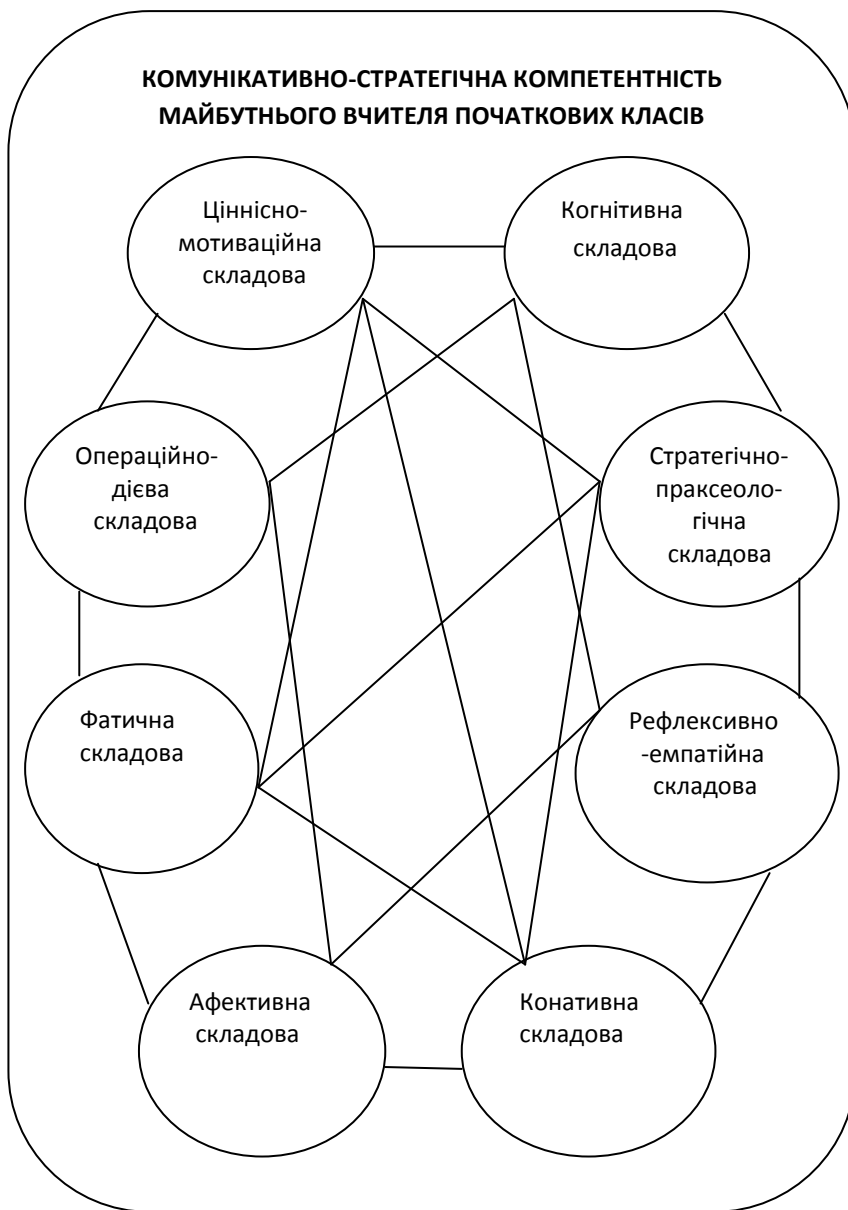 КОМУНІКАТИВНО-СТРАТЕГІЧНА КОМПЕТЕНТНІСТЬ
МАЙБУТНЬОГО ВЧИТЕЛЯ ПОЧАТКОВИХ КЛАСІВ
Ціннісно-
мотиваційна
складова
Когнітивна
складова
Операційно-
дієва
складова
Стратегічно-
праксеоло-
гічна
складова
Фатична
складова
Рефлексивно
-емпатійна
складова
Афективна
складова
Конативна
складова